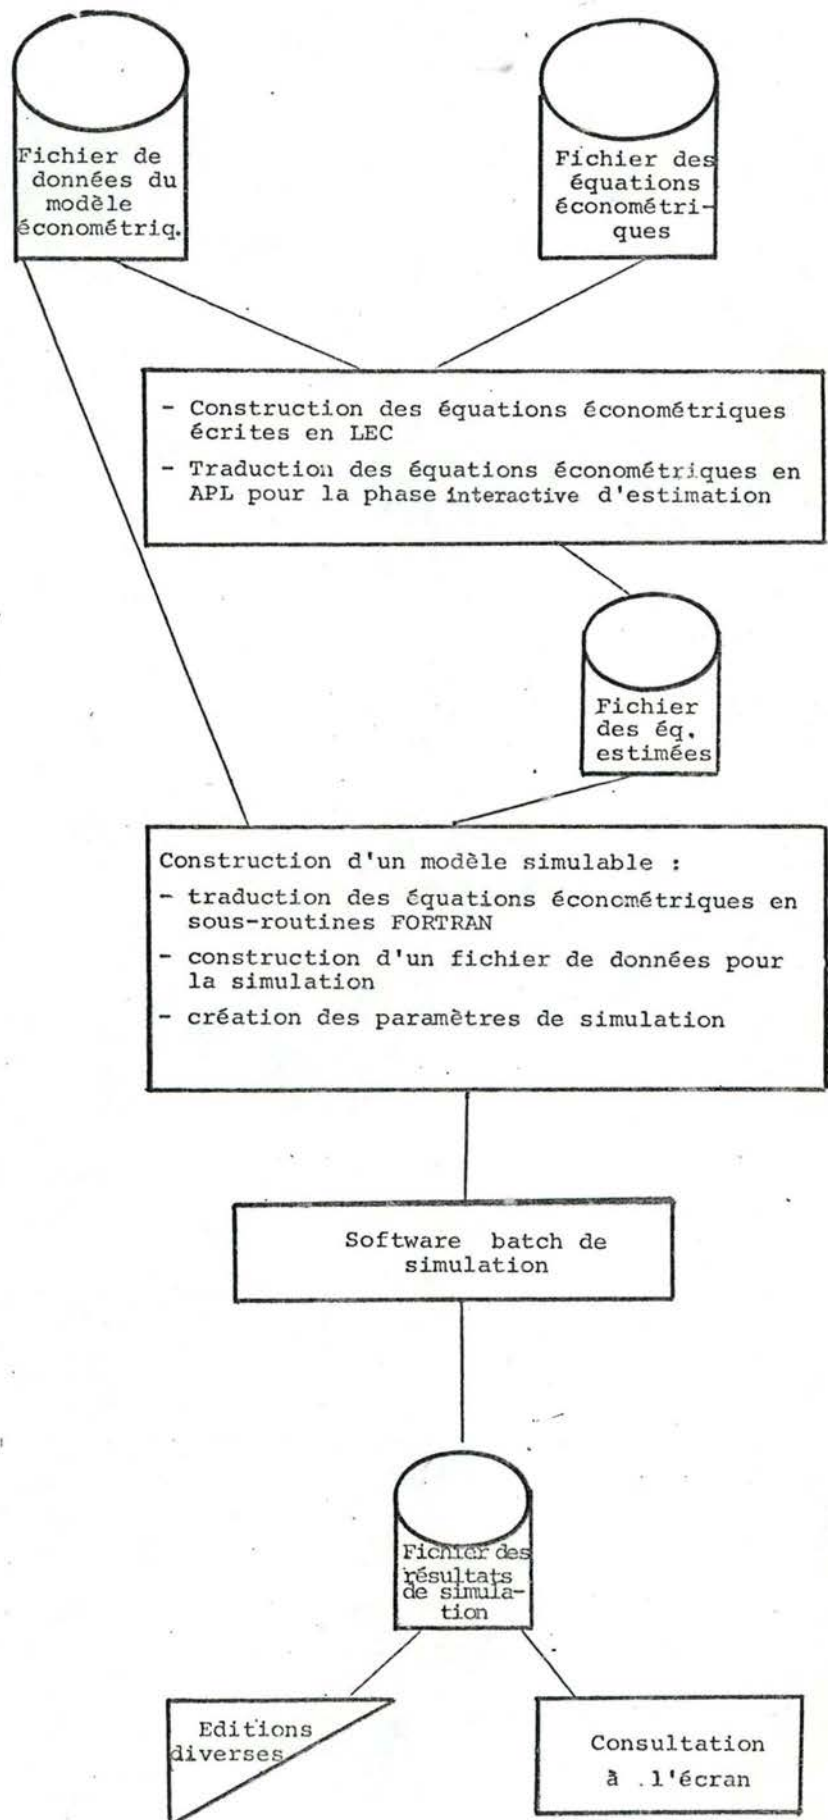 Fichier de
données du
modèle
économétriq.
Fichier des
équations
économétri-
ques
- Construction des équations économétriques
écrites en LEC
- Traduction des équations économétriques en
APL pour la phase interactive d'estimation
Fichier
des éq.
estimées
Construction d'un modèle simulable :
- traduction des équations économétriques en
sous-routines FORTRAN
- construction d'un fichier de données pour
la simulation
- création des paramètres de simulation
Software batch de
simulation
Fichier des
résultats
de simula-
tion
Editions
diverses
Consultation
à .l'écran